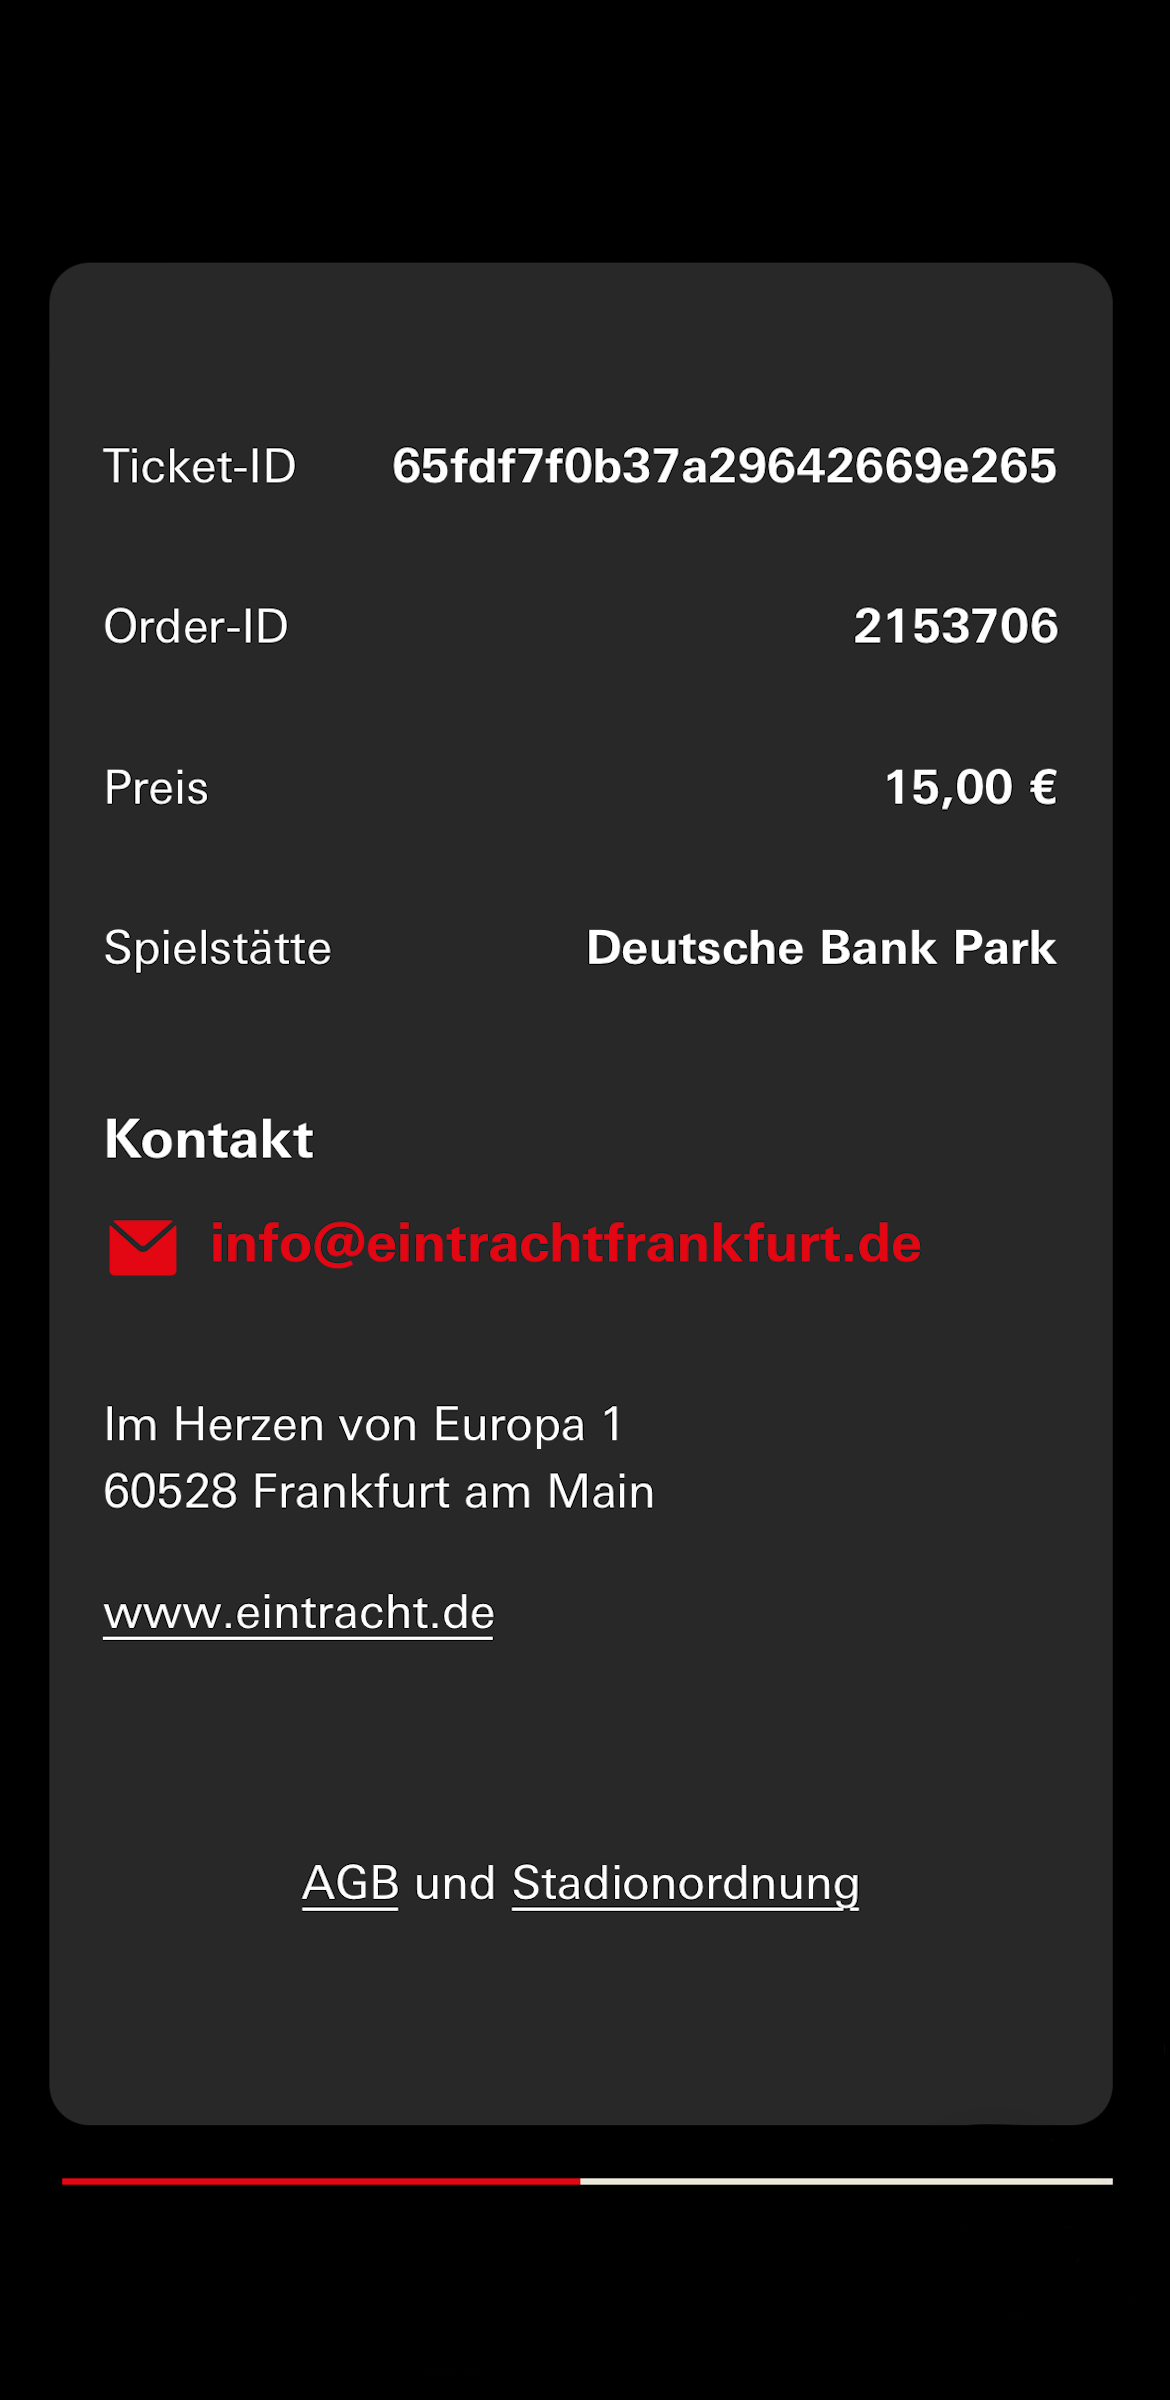 Ticket-ID 65fdf7f0b37a29642669e265
Order-ID 2153706
Preis 15,00 €
Spielstätte Deutsche Bank Park
Kontakt
info@eintrachtfrankfurt.de
Im Herzen von Europa 1
60528 Frankfurt am Main
www.eintracht.de
AGB und Stadionordnung